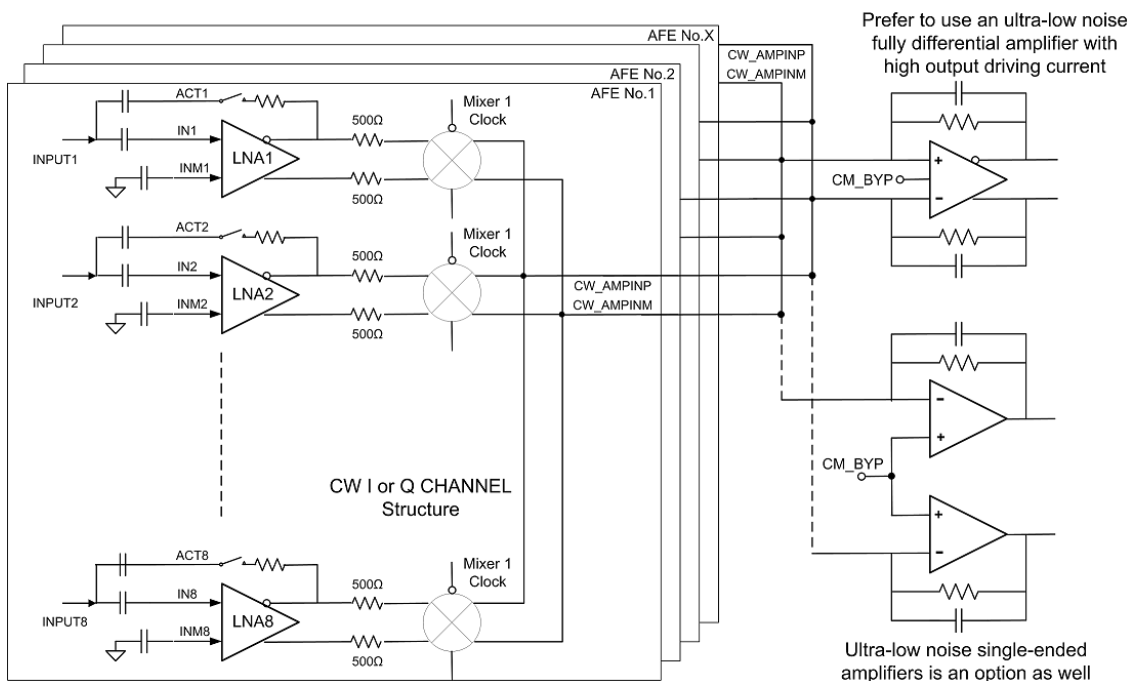 AFE No.X
CW_AMPINP
CW_AMPINM
AFE No.2
AFE No.1
Prefer to use an ultra-low noise
fully differential amplifier with
high output driving current
ACT1
IN1
INPUT1
INM1
LNA1
500Ω
500Ω
Mixer 1
Clock
+
CM_BYP
−
ACT2
IN2
INPUT2
INM2
LNA2
500Ω
500Ω
Mixer 1
Clock
CW_AMPINP
CW_AMPINM
−
+
CM_BYP
+
−
CW I or Q CHANNEL
Structure
ACT8
IN8
INPUT8
INM8
LNA8
500Ω
500Ω
Mixer 1
Clock
Ultra-low noise single-ended
amplifiers is an option as well